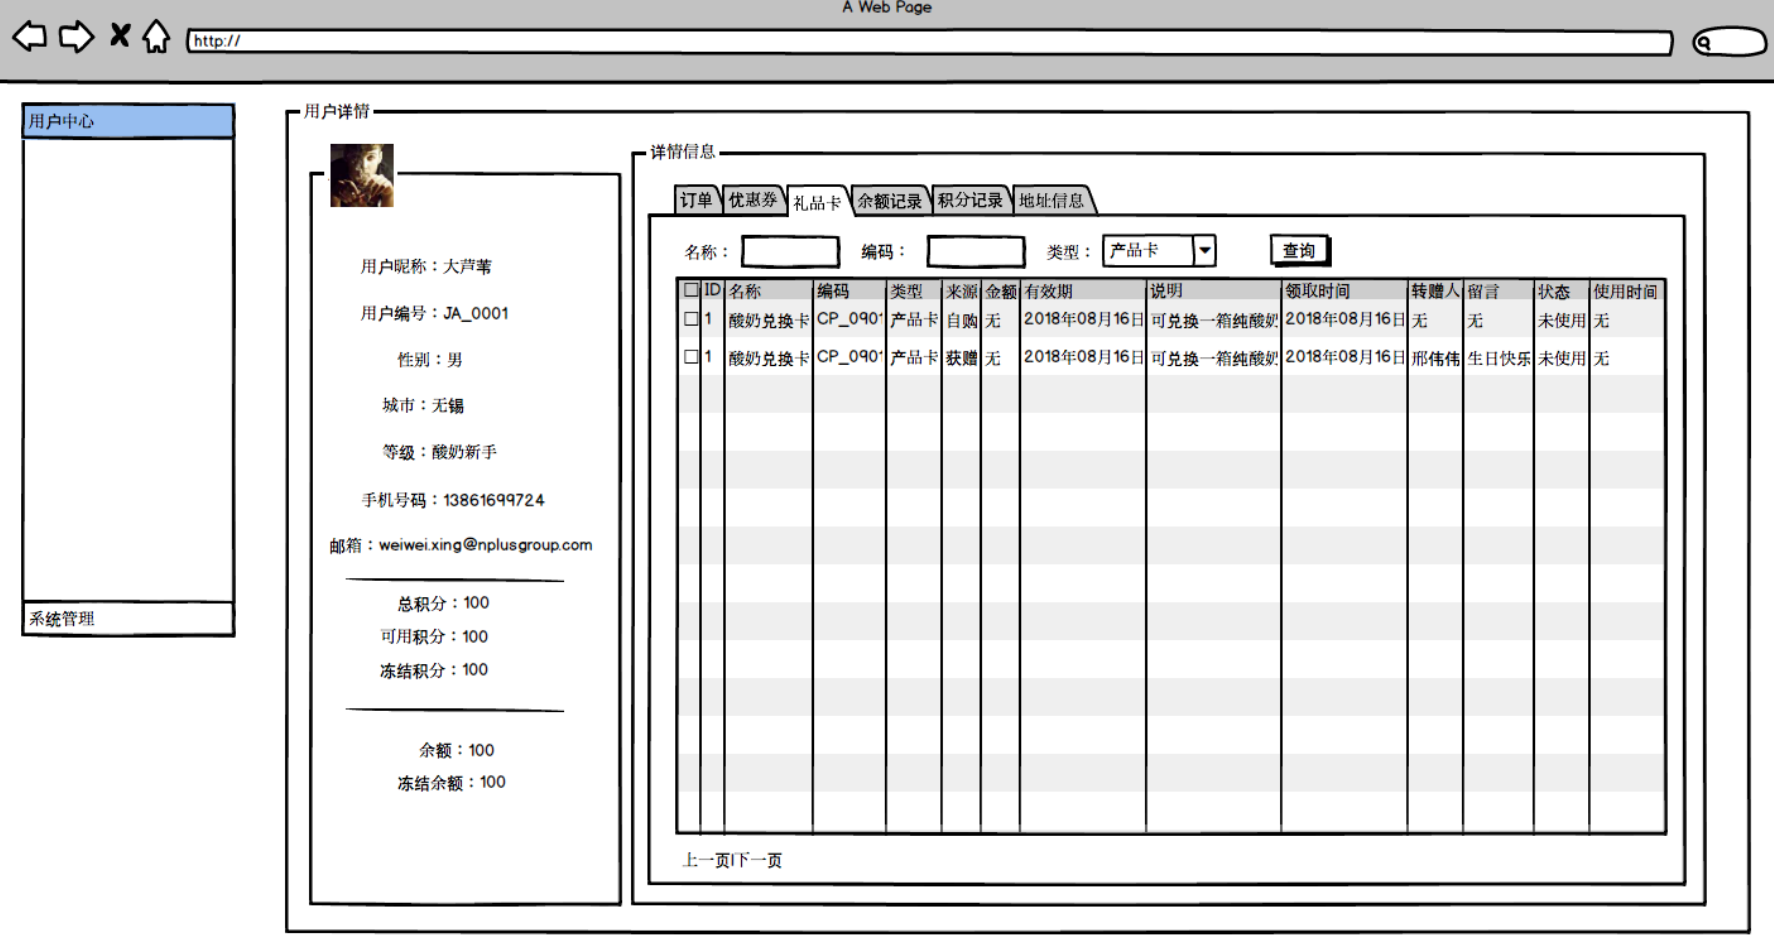 A Web Page
http://
用户中心
系统管理
用户详情
用户昵称：大芦苇
用户编号：JA_0001
性别：男
城市：无锡
等级：酸奶新手
手机号码：13861699724
邮箱：weiwei.xing@nplusgroup.com
总积分：100
可用积分：100
冻结积分：100
余额：100
冻结余额：100
详情信息
订单 优惠券 礼品卡 余额记录 积分记录 地址信息
名称： 编码： 类型： 产品卡 查询
ID 名称 编码 类型 来源 金额 有效期 说明 领取时间 转赠人 留言 状态 使用时间
1 酸奶兑换卡 CP_090 产品卡 自购 无 2018年08月16日 可兑换一箱纯酸奶 2018年08月16日 无 无 未使用 无
1 酸奶兑换卡 CP_090 产品卡 获赠 无 2018年08月16日 可兑换一箱纯酸奶 2018年08月16日 邢伟伟 生日快乐 未使用 无
上一页|下一页